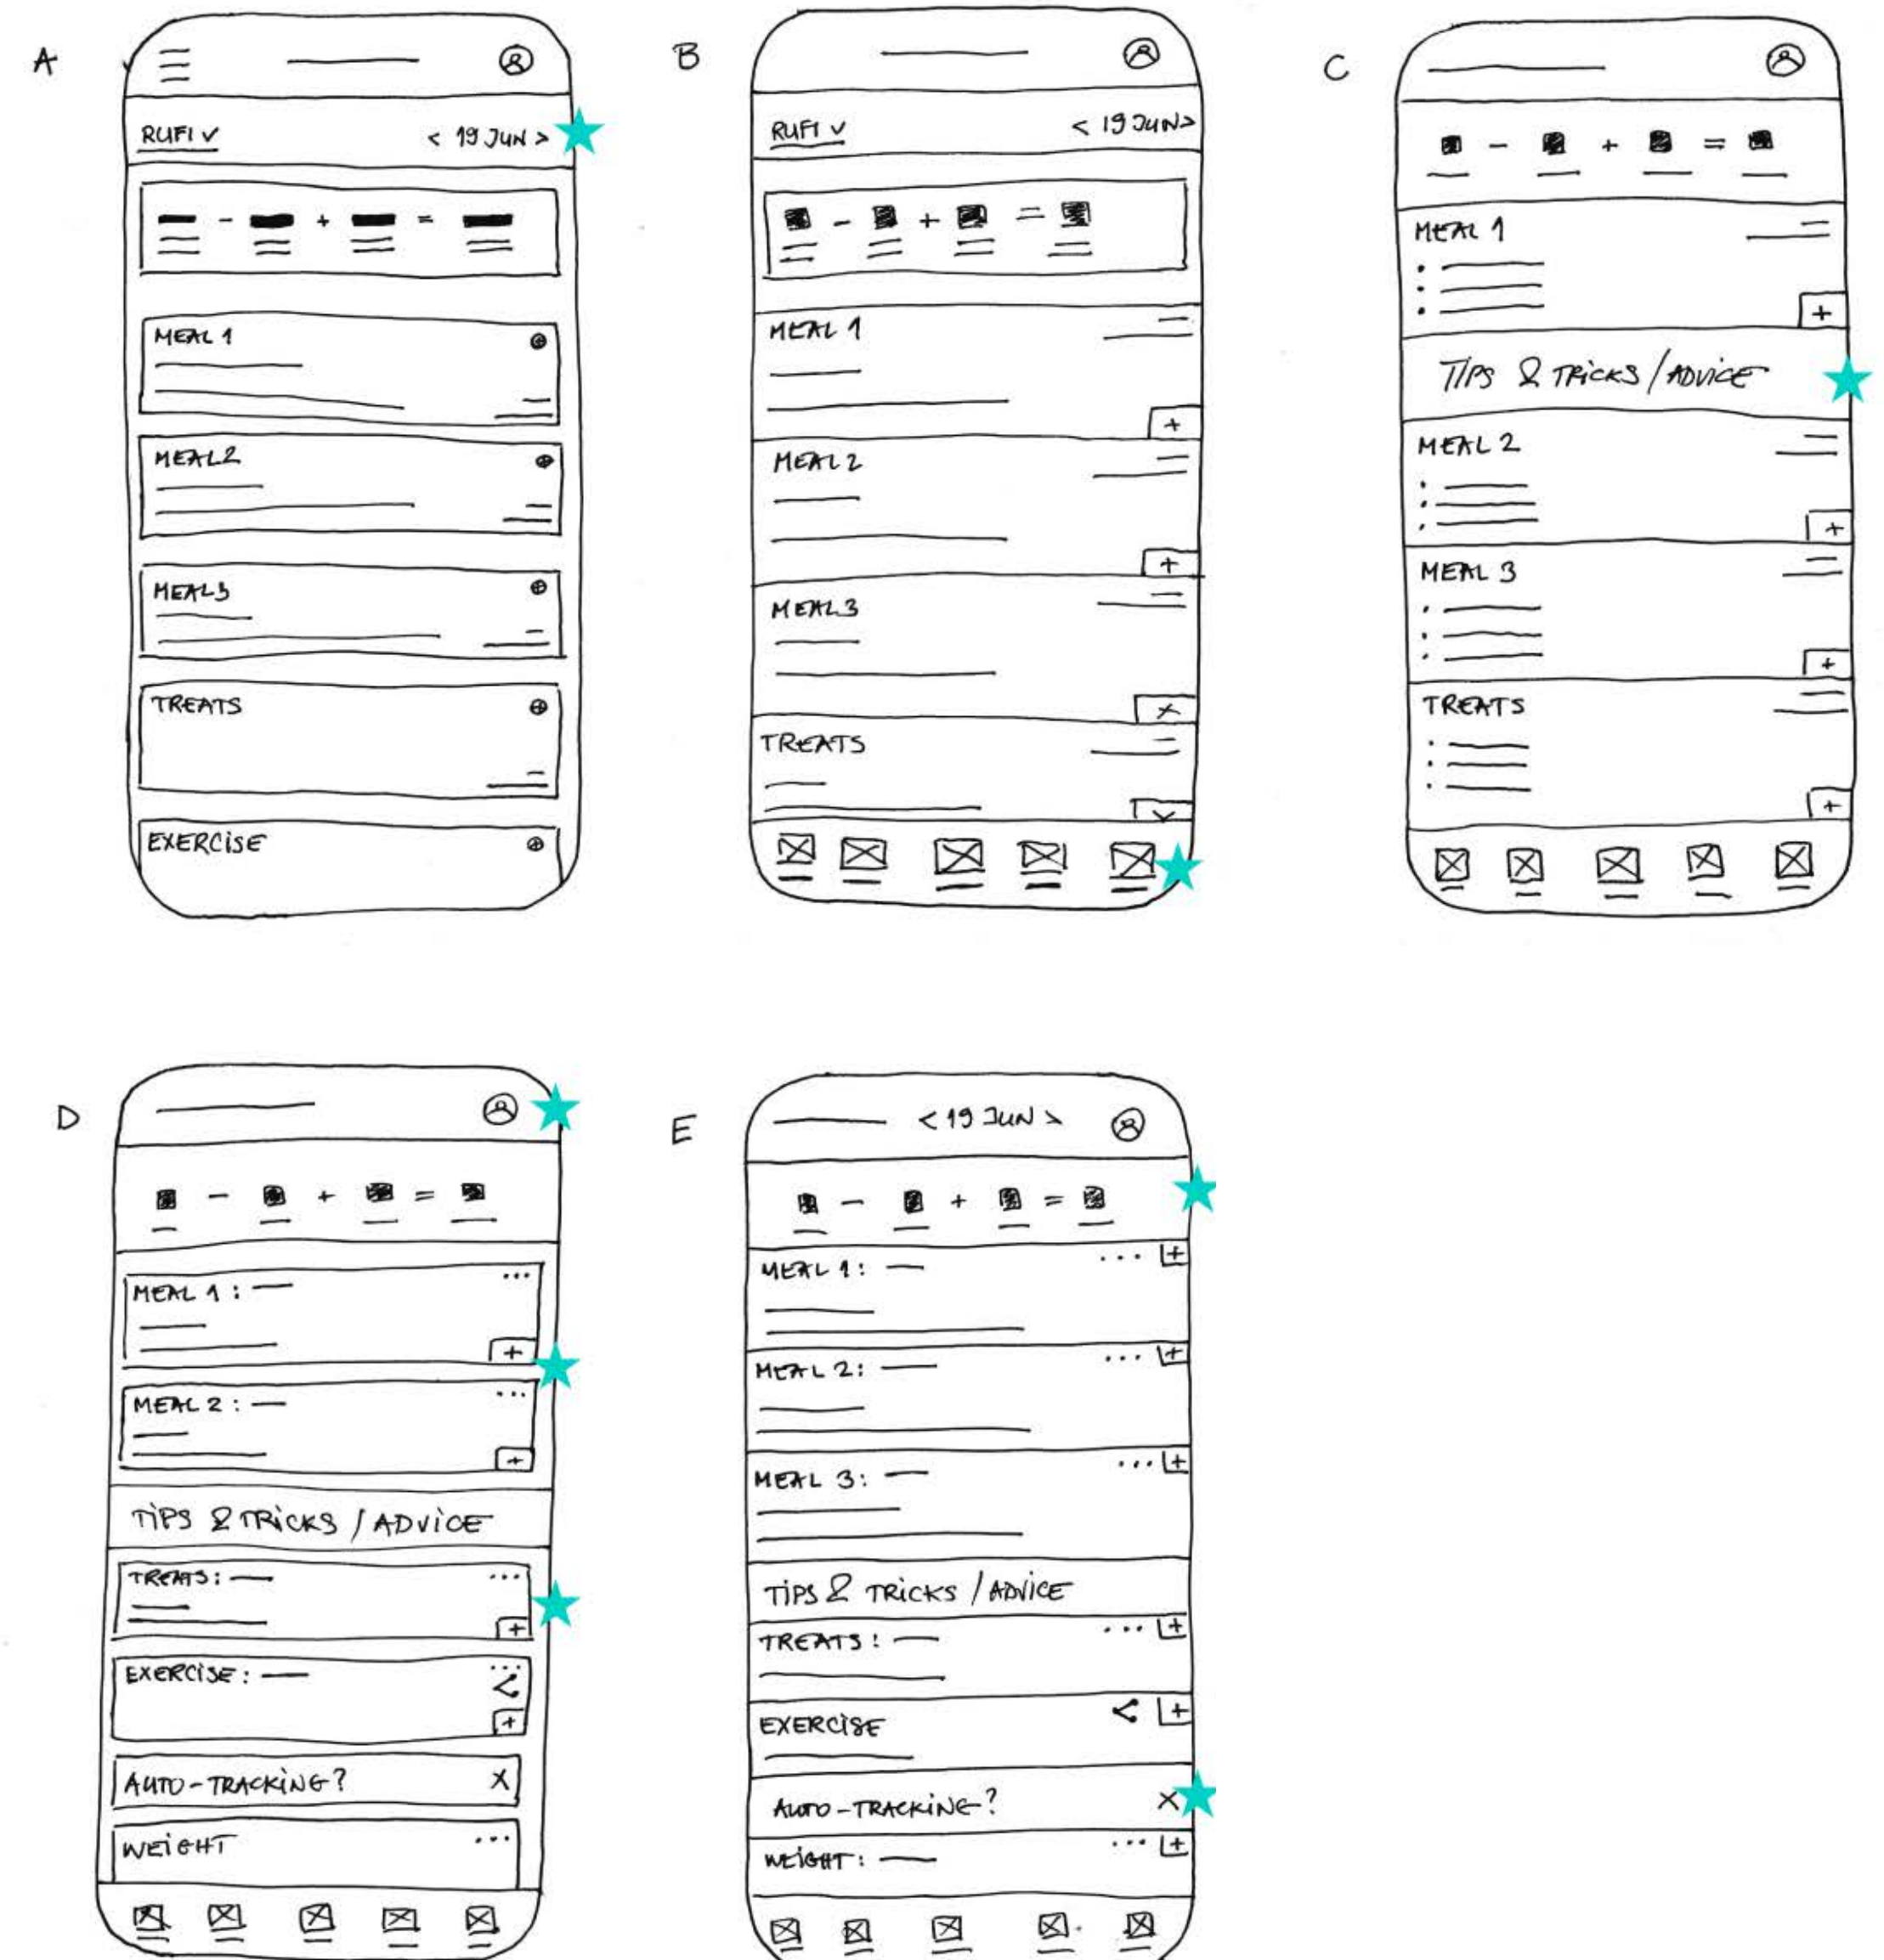 A
RUFI v
< 19 JUN >
- + =
MEAL 1
MEAL2
MEAL3
TREATS
EXERCISE
B
RUFI v
< 19 JUN>
- + =
MEAL 1
+
MEAL 2
+
MEAL3
TREATS
C
- + =
MEAL 1
+
TIPS & TRICKS / ADVICE
MEAL 2
+
MEAL 3
+
TREATS
+
D
- + =
MEAL 1 :
...
+
MEAL 2 :
...
+
TIPS & TRICKS / ADVICE
TREATS :
...
+
EXERCISE :
...
+
AUTO-TRACKING? X
WEIGHT ...
E
< 19 JUN >
- + =
MEAL 1: ... +
MEAL 2: ... +
MEAL 3: ... +
TIPS & TRICKS / ADVICE
TREATS : ... +
EXERCISE +
AUTO-TRACKING? X
WEIGHT : ... +